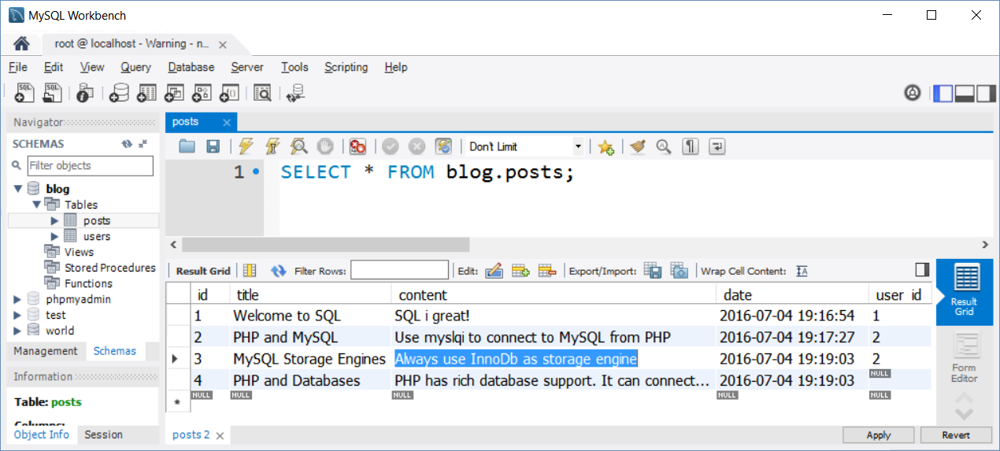 MySQL Workbench
root @ localhost - Warning - n...
File Edit View Query Database Server Tools Scripting Help
SQL SQL
Navigator
SCHEMAS
Filter objects
blog
Tables
posts
users
Views
Stored Procedures
Functions
phpmyadmin
test
world
Management Schemas
Information
Table: posts
Columns:
Object Info Session
posts
Don't Limit
1 SELECT * FROM blog.posts;
Result Grid Filter Rows: Edit: Export/Import: Wrap Cell Content:
id title content date user_id
1 Welcome to SQL SQL i great! 2016-07-04 19:16:54 1
2 PHP and MySQL Use myslqi to connect to MySQL from PHP 2016-07-04 19:17:27 2
3 MySQL Storage Engines Always use InnoDb as storage engine 2016-07-04 19:19:03 2
4 PHP and Databases PHP has rich database support. It can connect... 2016-07-04 19:19:03 NULL
* NULL NULL NULL NULL NULL
Result
Grid
Form
Editor
posts 2
Apply Revert